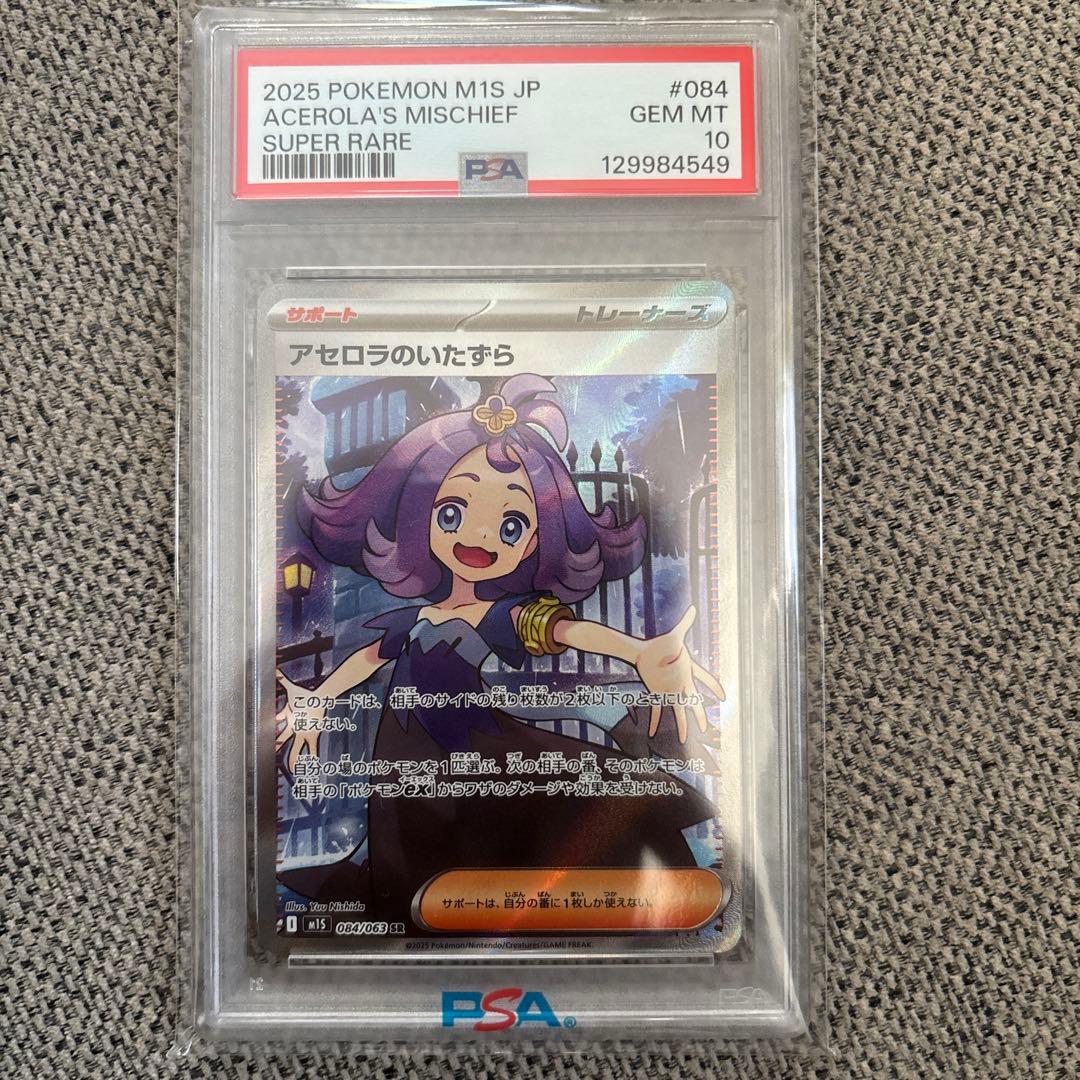 2025 POKEMON M1S JP #084
ACEROLA'S MISCHIEF GEM MT
SUPER RARE 10
PSA 129984549
サポート トレーナーズ
アセロラのいたずら
このカードは、相手のサイドの残り枚数が2枚以下のときにしか
使えない。
自分の場のポケモンを1匹選ぶ。次の相手の番、そのポケモンは
相手の「ポケモンex」からワザのダメージや効果を受けない。
サポートは、自分の番に1枚しか使えない。
Illus. Yuu Nishida
I M1S 084/063 SR
©2025 Pokémon/Nintendo/Creatures/GAME FREAK.
PSA®